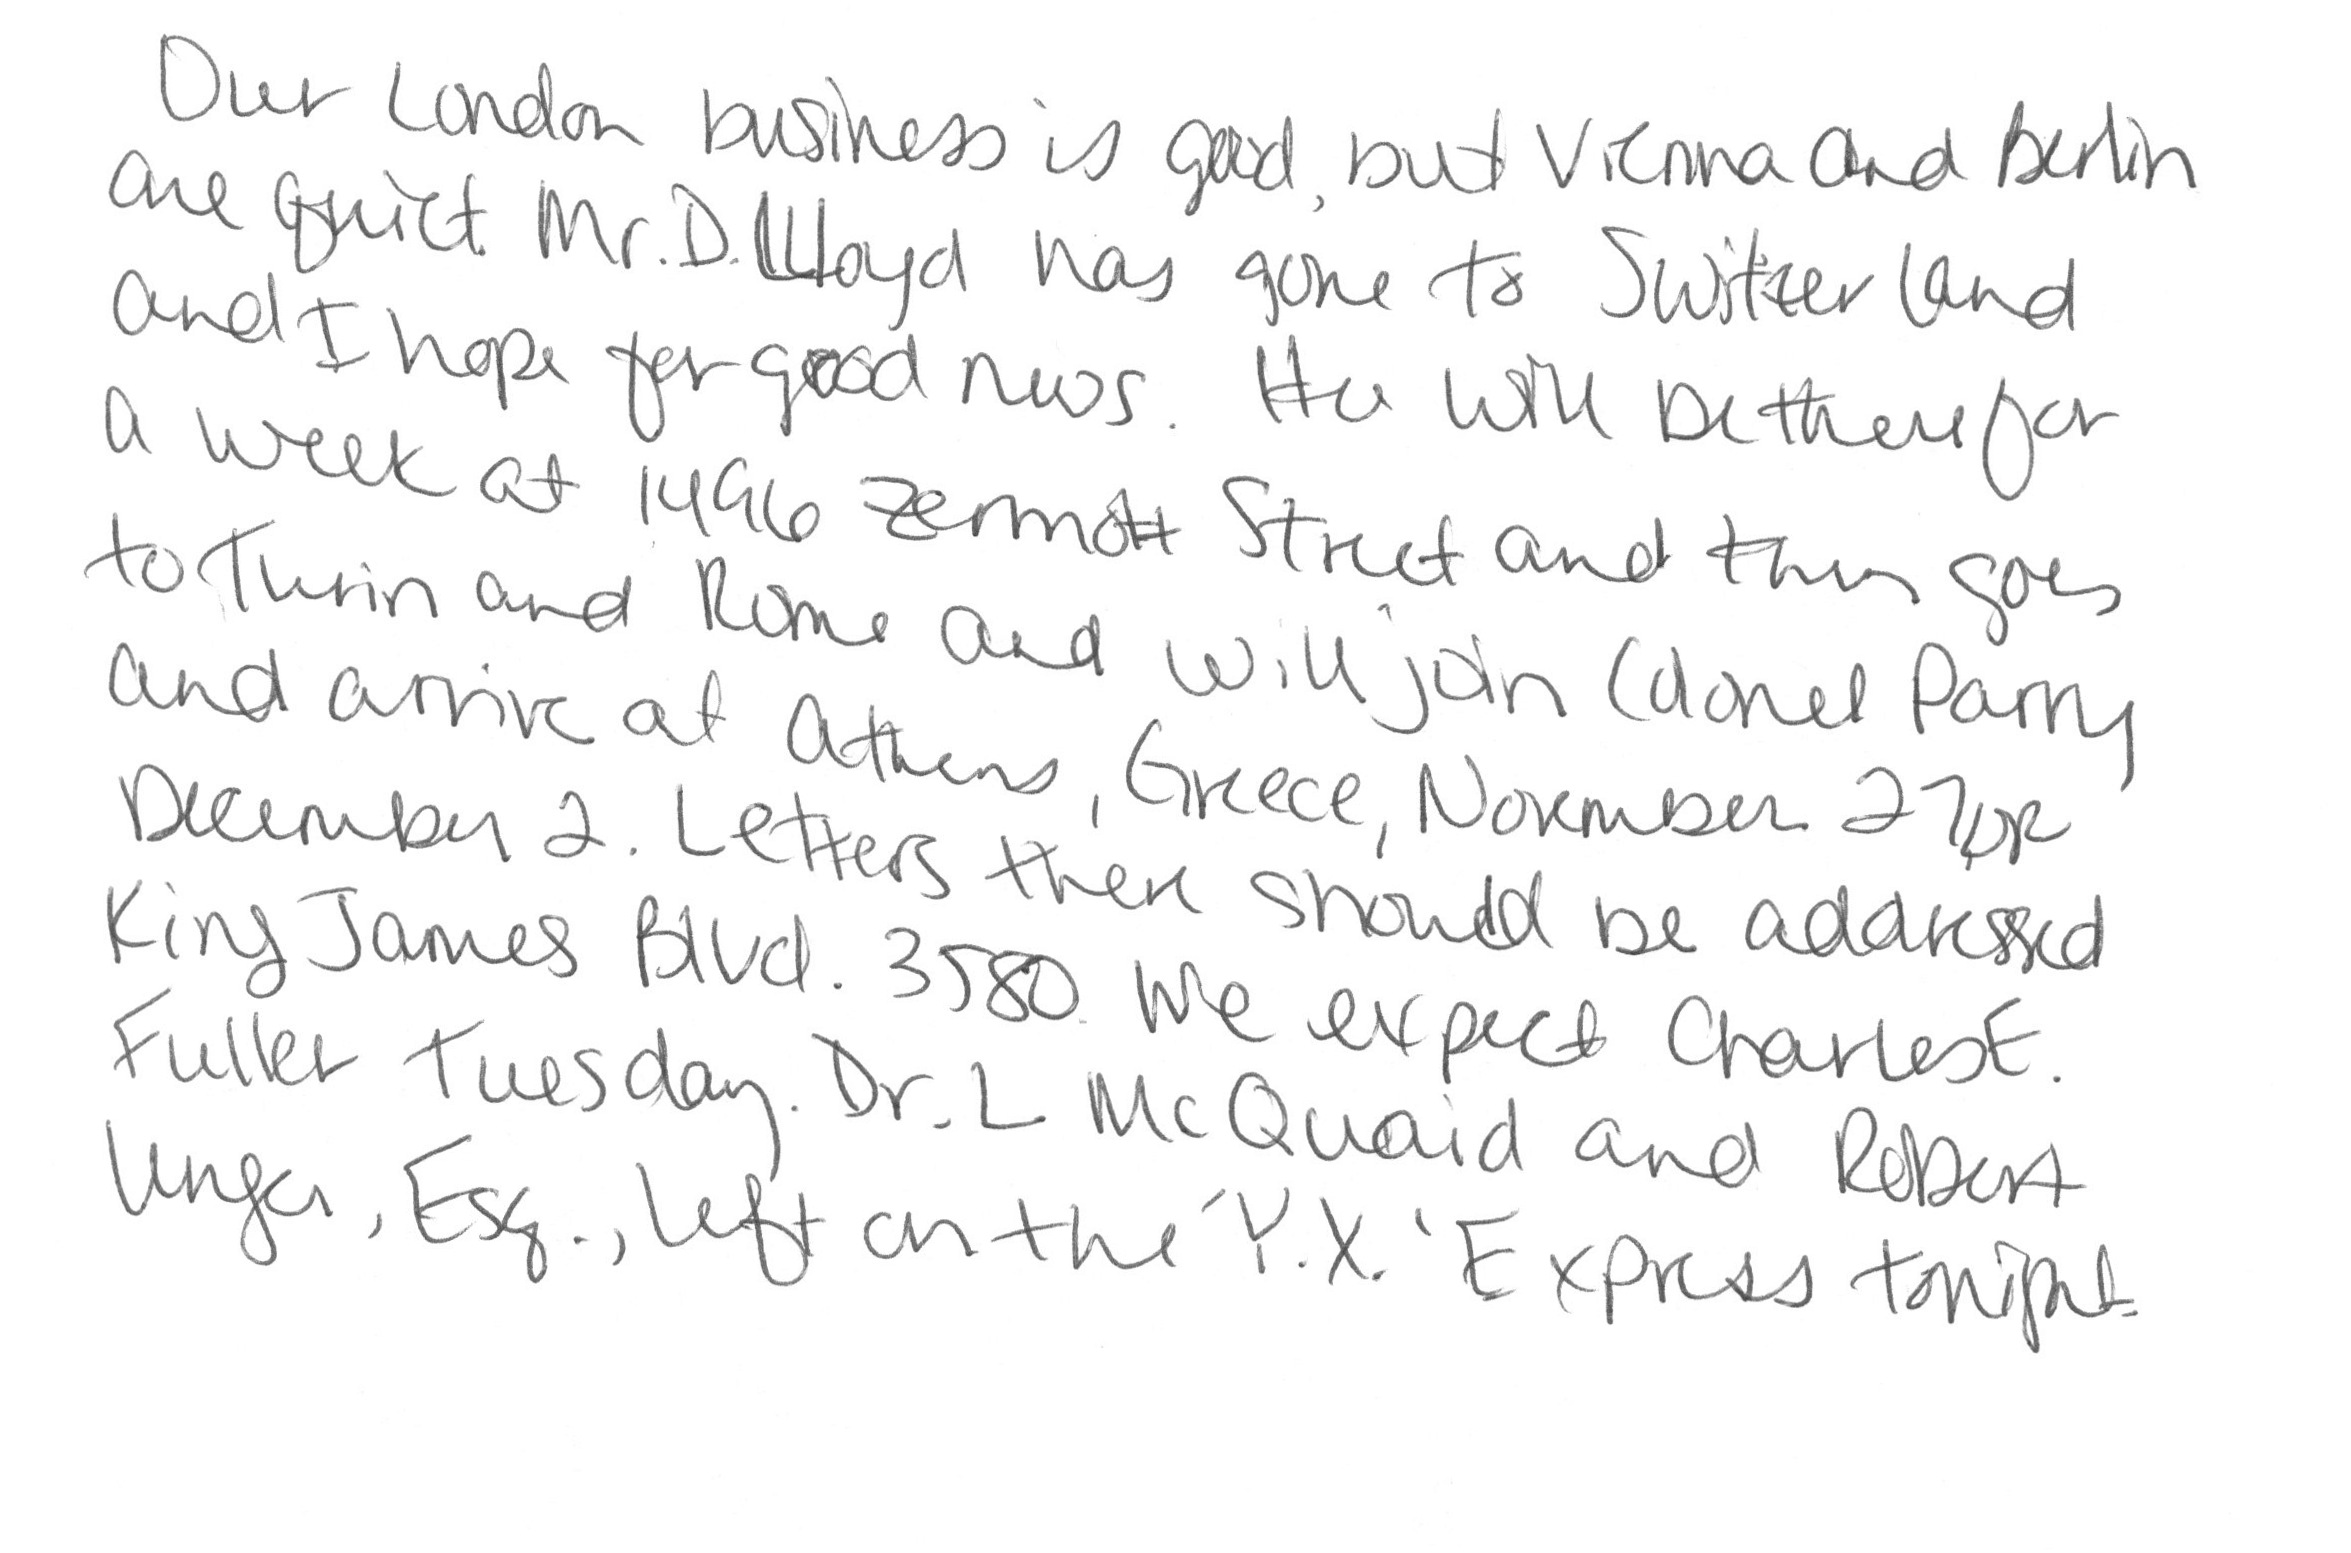 Our London business is good, but Vienna and Berlin
are quiet. Mr. D. Lloyd has gone to Switzerland
and I hope for good news. He will be there for
a week at 1496 Zermott Street and then goes
to Turin and Rome and will join Colonel Parry
and arrive at Athens, Greece, November 27 or
December 2. Letters there should be addressed
King James Blvd. 3580. We expect Charles E.
Fuller Tuesday. Dr. L McQuaid and Robert
Unger, Esq., left on the 'Y.X.' Express tonight.